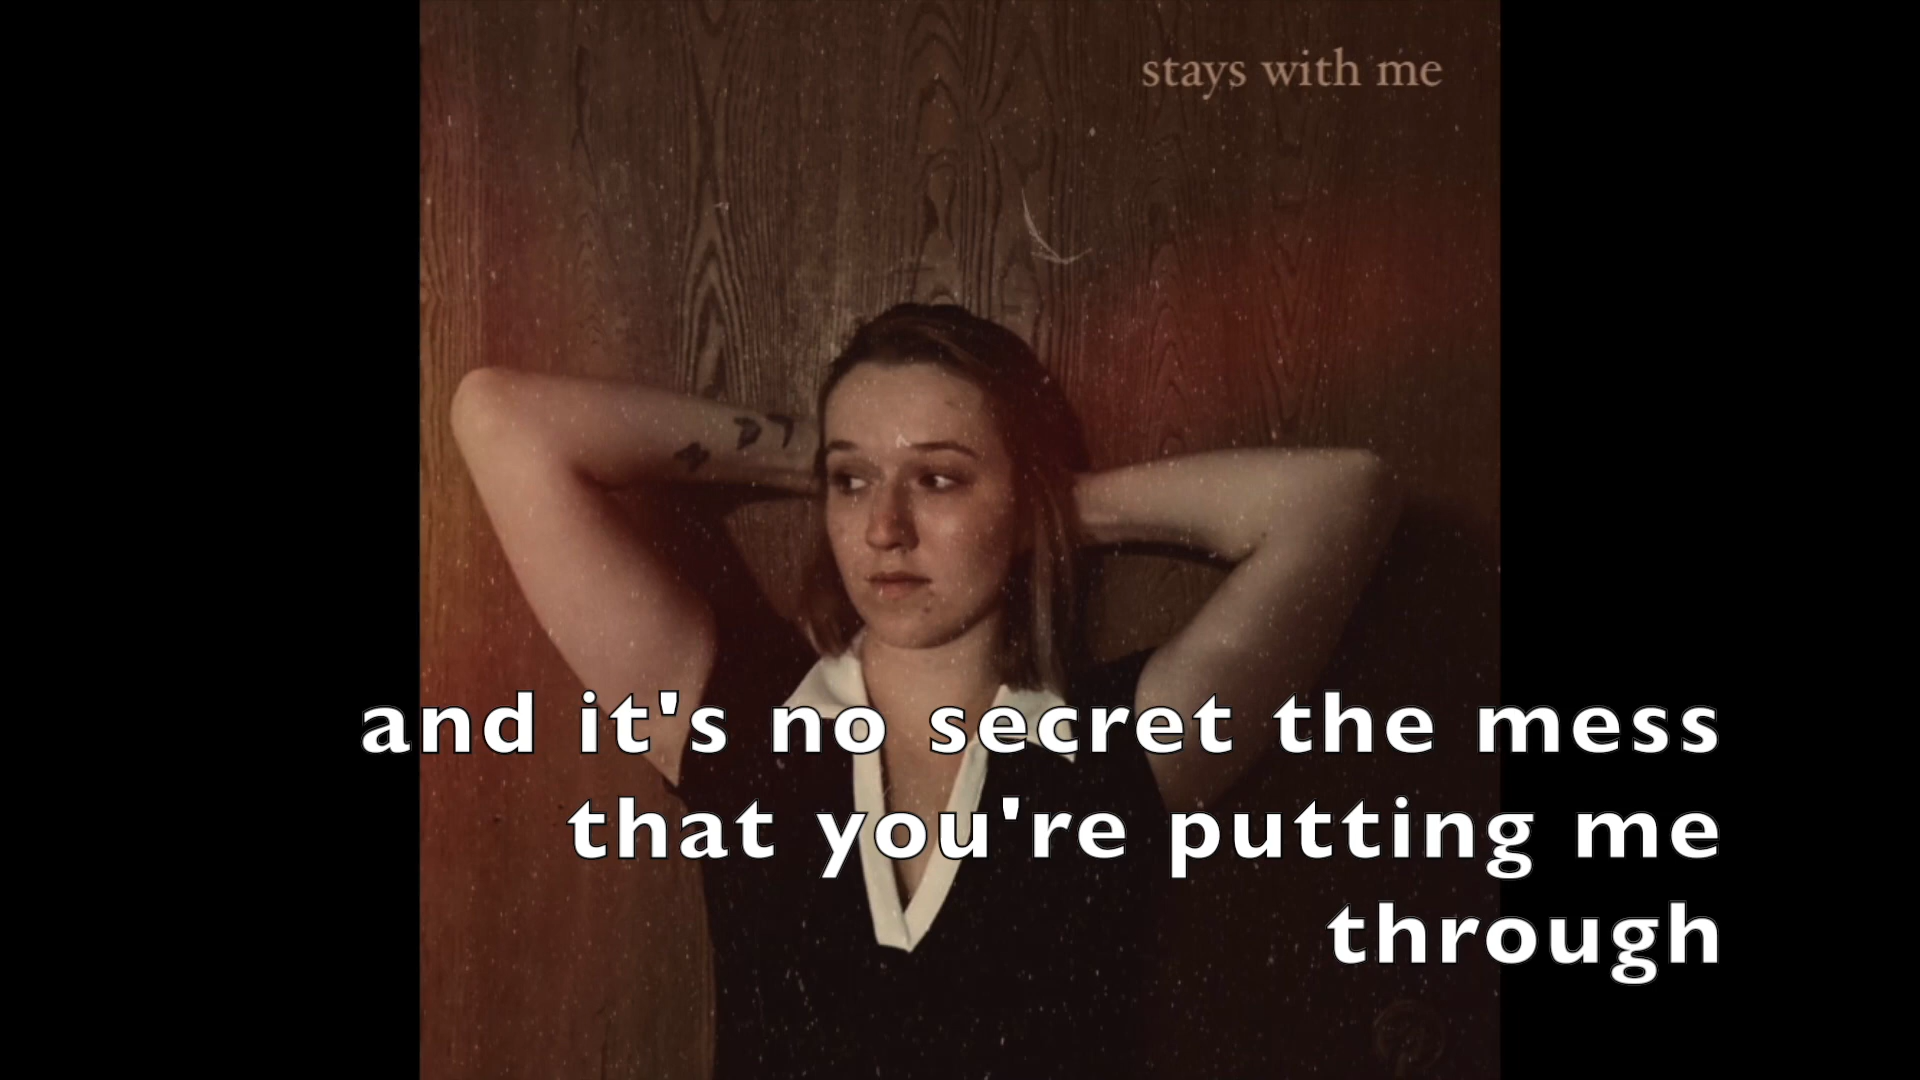 stays with me
and it's no secret the mess
that you're putting me
through